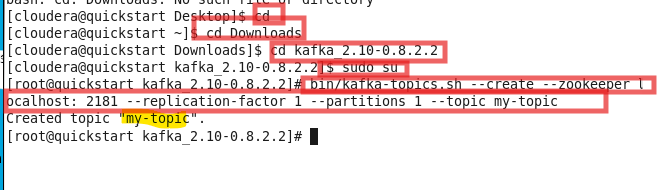 bash: cd: Downloads: No such file or directory
[cloudera@quickstart Desktop]$ cd
[cloudera@quickstart ~]$ cd Downloads
[cloudera@quickstart Downloads]$ cd kafka_2.10-0.8.2.2
[cloudera@quickstart kafka_2.10-0.8.2.2]$ sudo su
[root@quickstart kafka_2.10-0.8.2.2]# bin/kafka-topics.sh --create --zookeeper l
ocalhost: 2181 --replication-factor 1 --partitions 1 --topic my-topic
Created topic "my-topic".
[root@quickstart kafka_2.10-0.8.2.2]#